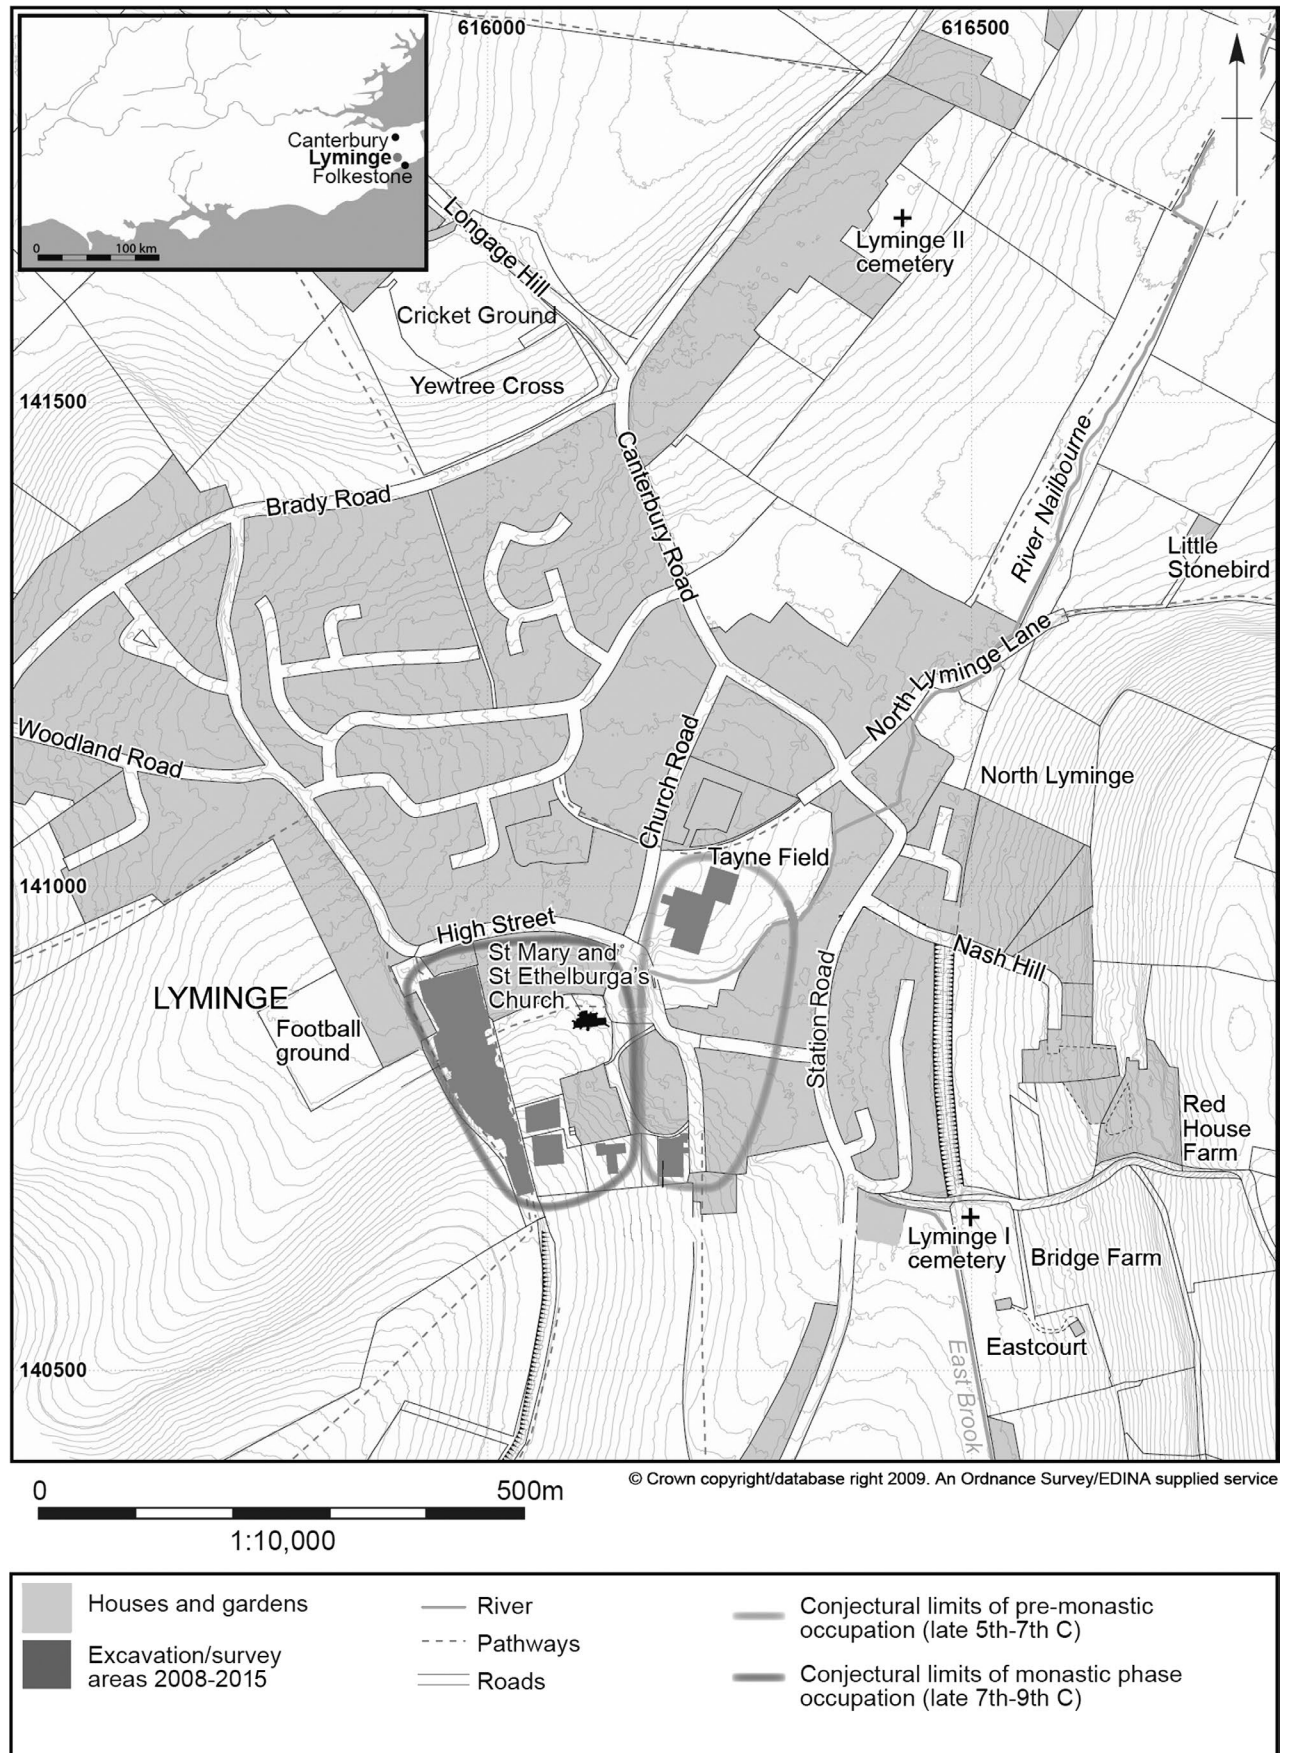 616000
616500
Canterbury
Lyminge
Folkestone
0
100 km
Longage Hill
Lyminge II
cemetery
Cricket Ground
Yewtree Cross
141500
Canterbury Road
River Nailbourne
Brady Road
Little
Stonebird
North Lyminge Lane
Woodland Road
Church Road
North Lyminge
Tayne Field
141000
High Street
St Mary and
St Ethelburga's
Church
Nash Hill
LYMINGE
Football
ground
Station Road
Red
House
Farm
Lyminge I
cemetery
Bridge Farm
Eastcourt
East Brook
140500
© Crown copyright/database right 2009. An Ordnance Survey/EDINA supplied service
0
500m
1:10,000
Houses and gardens
Excavation/survey
areas 2008-2015
River
Pathways
Roads
Conjectural limits of pre-monastic
occupation (late 5th-7th C)
Conjectural limits of monastic phase
occupation (late 7th-9th C)